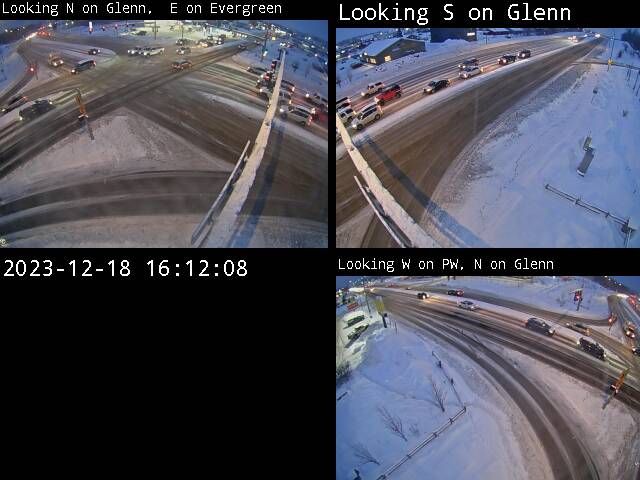 Looking N on Glenn,  E on Evergreen
Looking S on Glenn
2023-12-18 16:12:08
Looking W on PW, N on Glenn